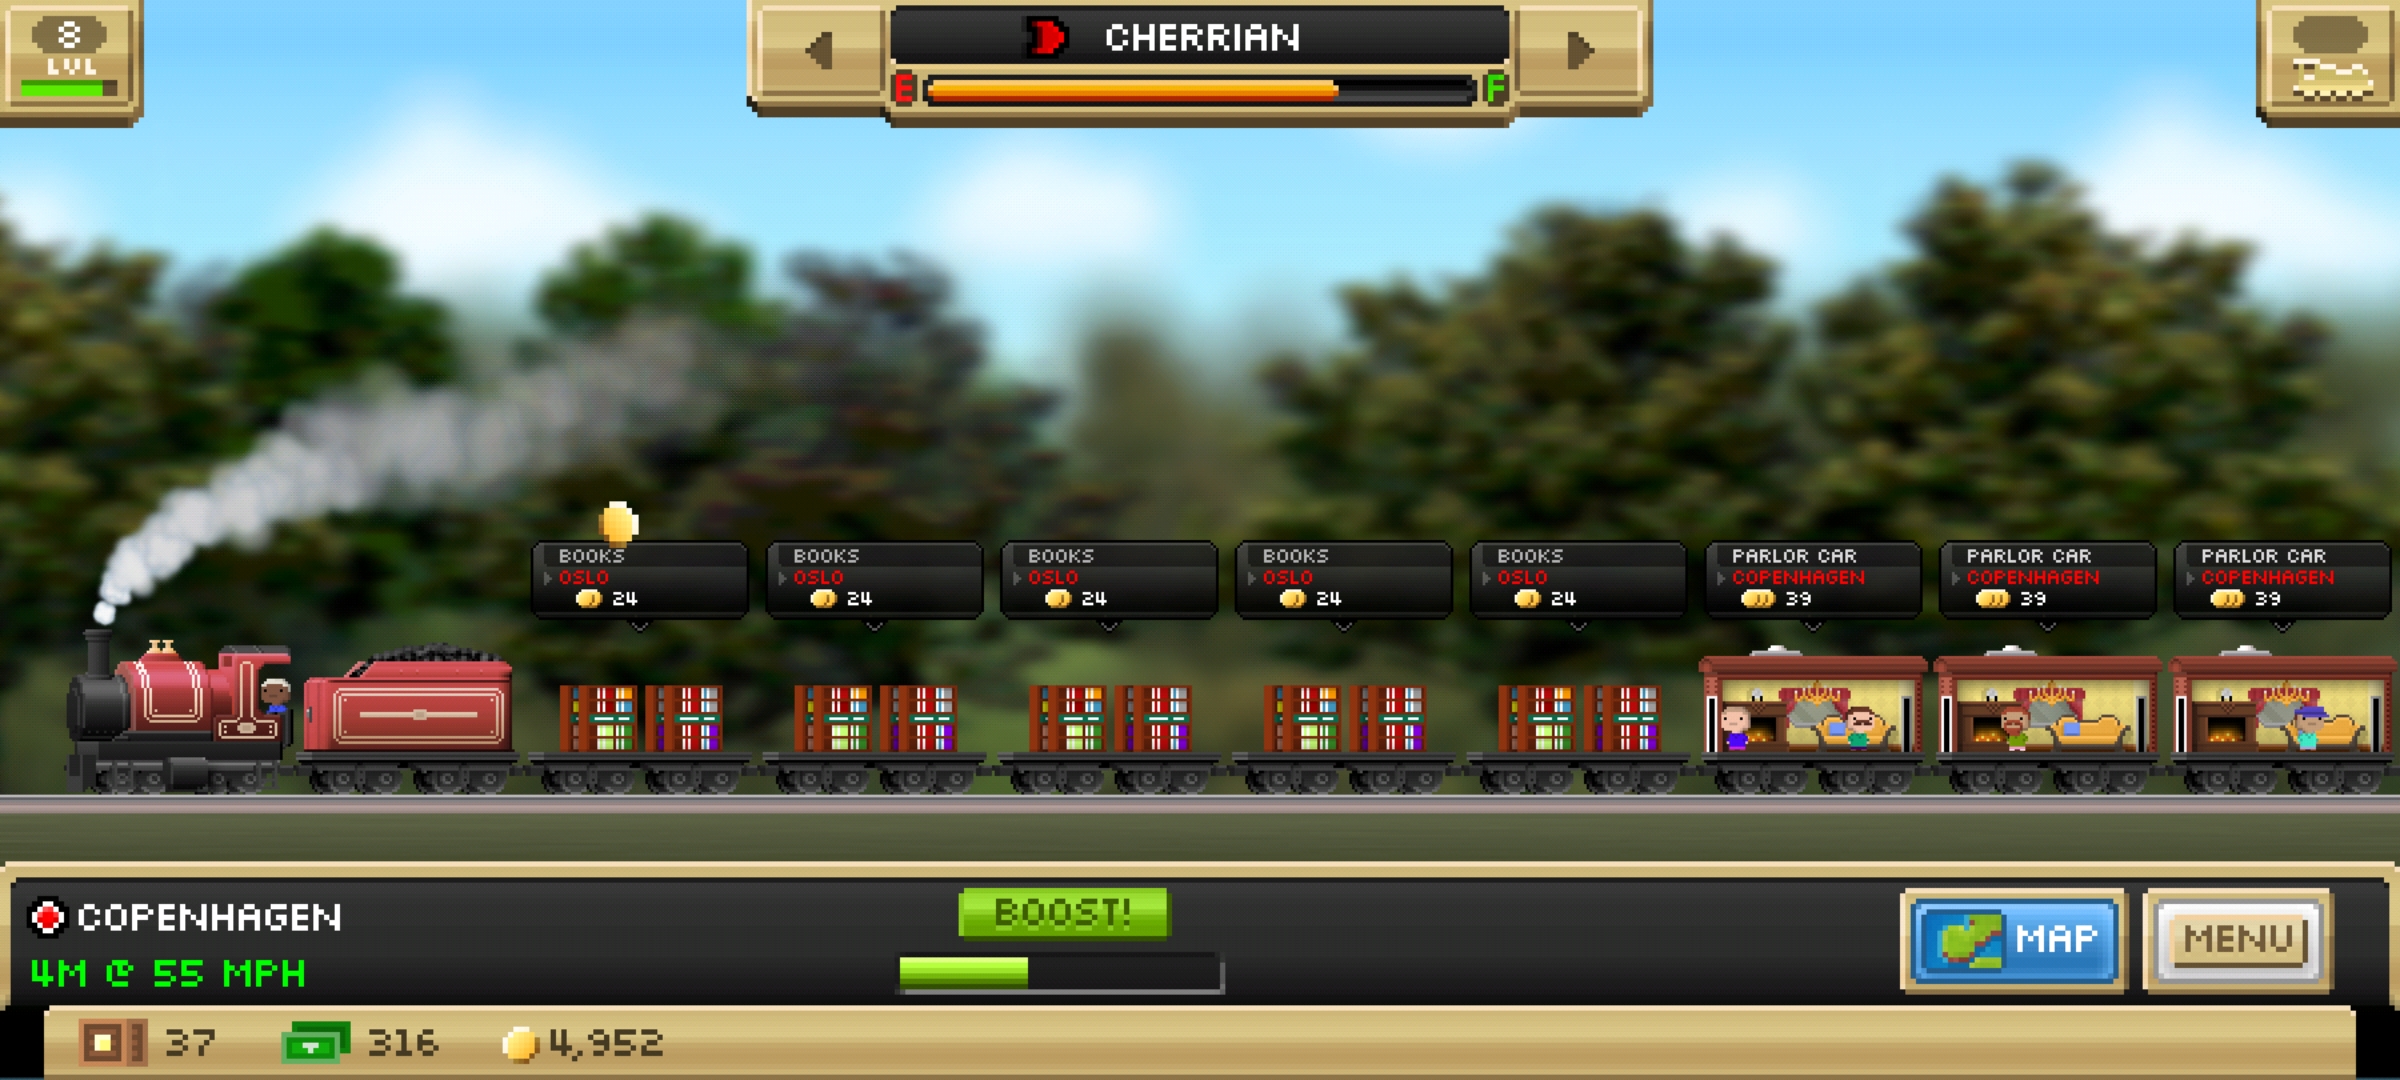 8
LVL
CHERRIAN
E F
BOOKS
OSLO
24
BOOKS
OSLO
24
BOOKS
OSLO
24
BOOKS
OSLO
24
BOOKS
OSLO
24
PARLOR CAR
COPENHAGEN
39
PARLOR CAR
COPENHAGEN
39
PARLOR CAR
COPENHAGEN
39
COPENHAGEN
4M @ 55 MPH
BOOST!
MAP
MENU
37
316
4,952